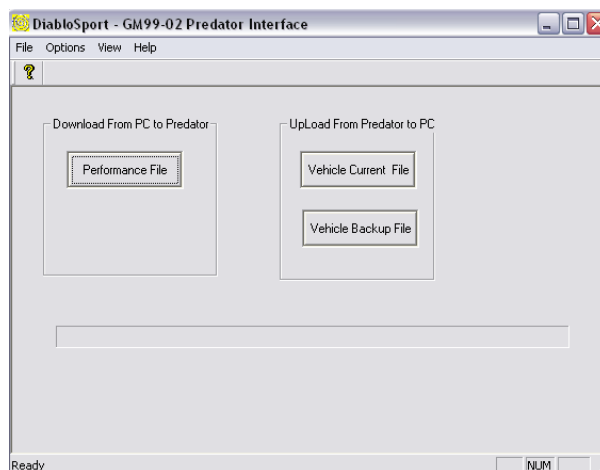 DiabloSport - GM99-02 Predator Interface
File Options View Help
?
Download From PC to Predator
Performance File
UpLoad From Predator to PC
Vehicle Current File
Vehicle Backup File
Ready NUM